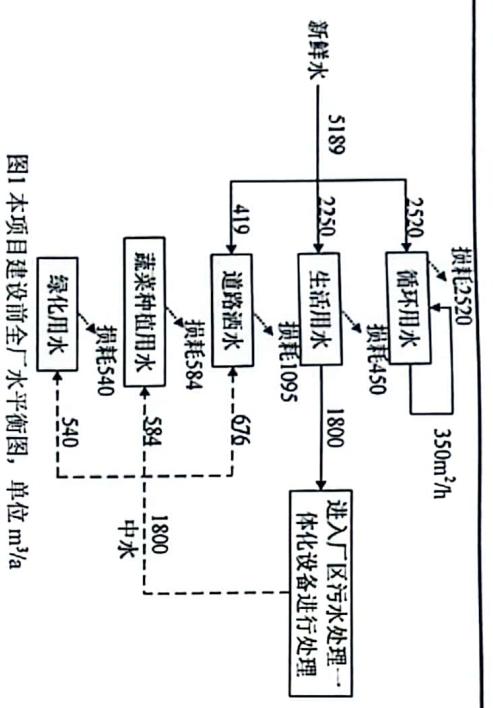 新鲜水
5189
2520
循环用水
损耗2520
350m²/h
2250
生活用水
损耗450
1800
进入厂区污水处理一
体化设备进行处理
419
道路洒水
损耗1095
676
蔬菜种植用水
损耗584
584
1800
中水
绿化用水
损耗540
540
图1 本项目建设前全厂水平衡图，单位 m³/a